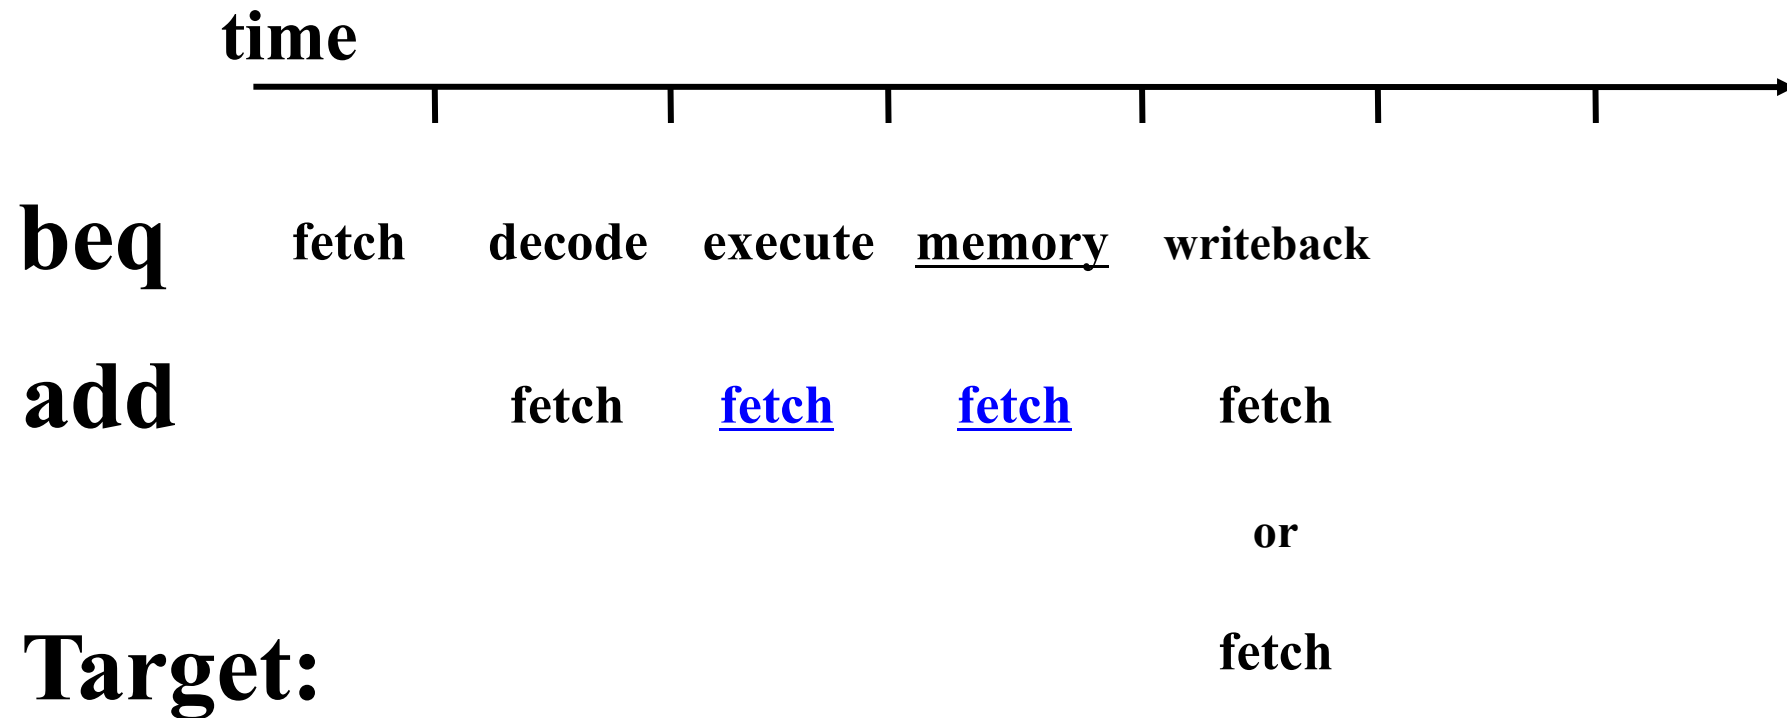 time
beq fetch decode execute memory writeback
add fetch fetch fetch fetch
or
Target: fetch